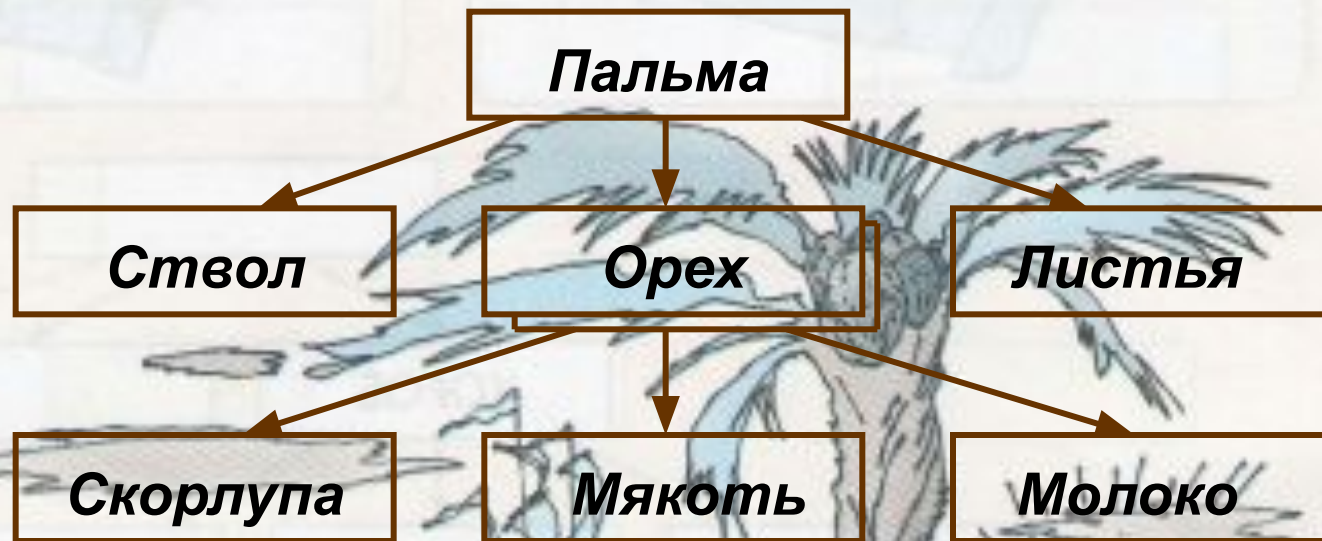 Пальма
Ствол
Орех
Листья
Скорлупа
Мякоть
Молоко